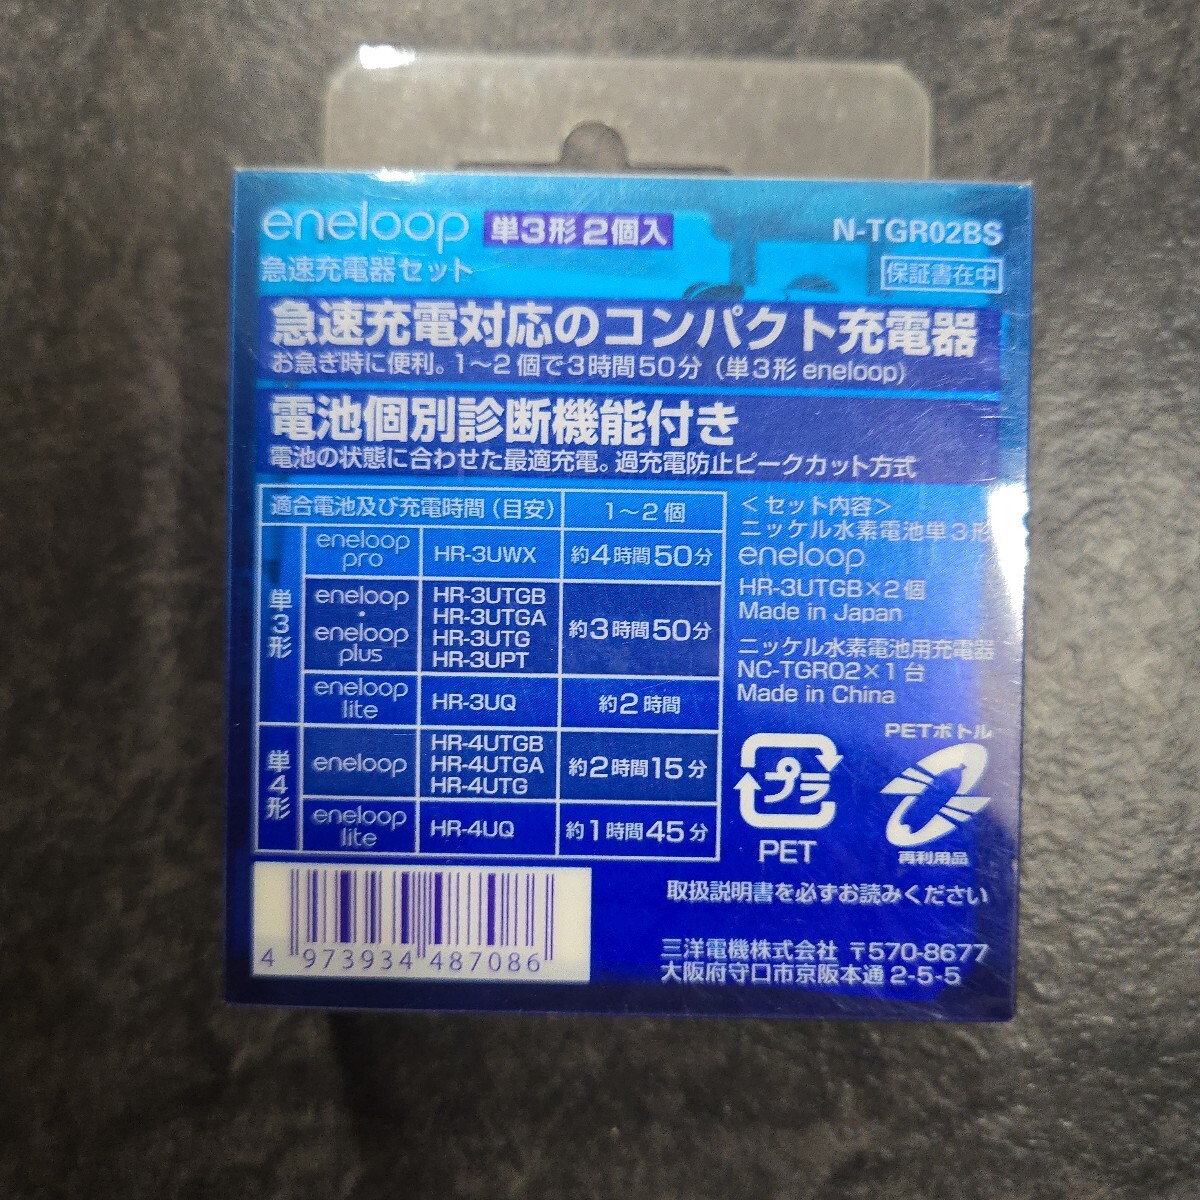 eneloop 単3形2個入 N-TGR02BS
急速充電器セット 保証書在中
急速充電対応のコンパクト充電器
お急ぎ時に便利。1〜2個で3時間50分（単3形 eneloop）
電池個別診断機能付き
電池の状態に合わせた最適充電。過充電防止ピークカット方式
適合電池及び充電時間（目安） 1〜2個
単3形
eneloop pro HR-3UWX 約4時間50分
eneloop・eneloop plus HR-3UTGB HR-3UTGA HR-3UTG HR-3UPT 約3時間50分
eneloop lite HR-3UQ 約2時間
単4形
eneloop HR-4UTGB HR-4UTGA HR-4UTG 約2時間15分
eneloop lite HR-4UQ 約1時間45分
＜セット内容＞
ニッケル水素電池単3形
eneloop
HR-3UTGB×2個
Made in Japan
ニッケル水素電池用充電器
NC-TGR02×1台
Made in China
プラ
PET
PETボトル
再利用品
取扱説明書を必ずお読みください
4 973934 487086
三洋電機株式会社 〒570-8677
大阪府守口市京阪本通 2-5-5